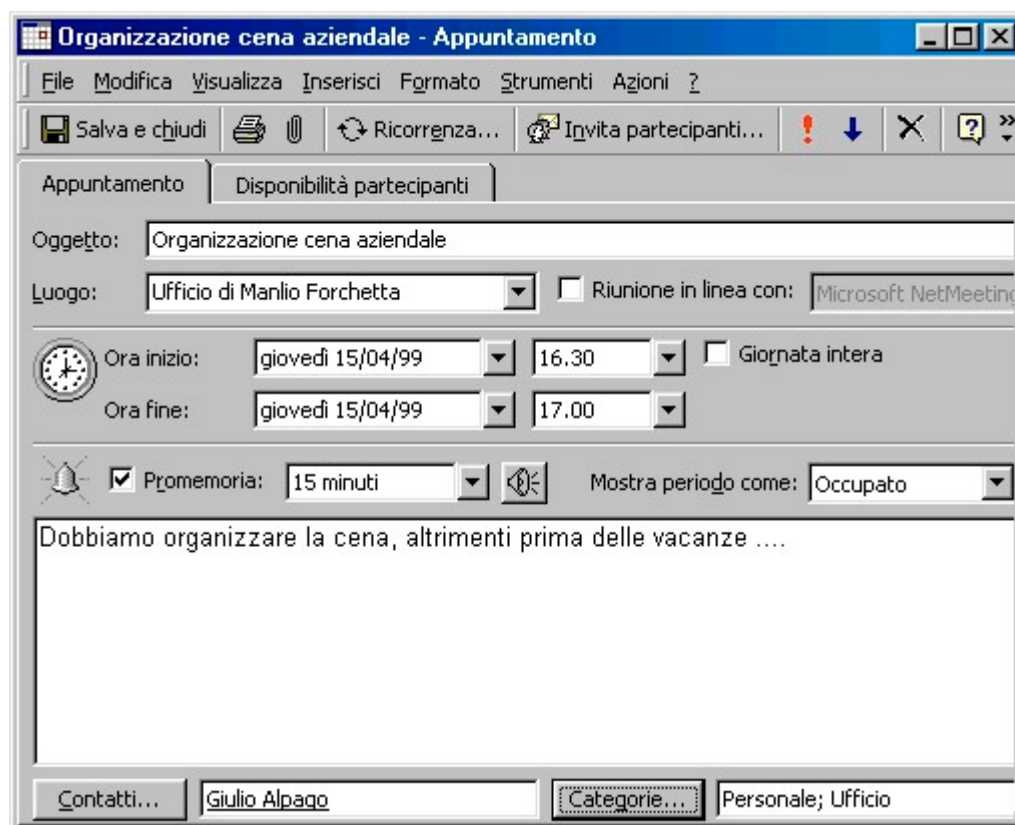 Organizzazione cena aziendale - Appuntamento
File Modifica Visualizza Inserisci Formato Strumenti Azioni ?
Salva e chiudi Ricorrenza... Invita partecipanti...
Appuntamento Disponibilità partecipanti
Oggetto: Organizzazione cena aziendale
Luogo: Ufficio di Manlio Forchetta Riunione in linea con: Microsoft NetMeeting
Ora inizio: giovedì 15/04/99 16.30 Giornata intera
Ora fine: giovedì 15/04/99 17.00
Promemoria: 15 minuti Mostra periodo come: Occupato
Dobbiamo organizzare la cena, altrimenti prima delle vacanze ....
Contatti... Giulio Alpago Categorie... Personale; Ufficio